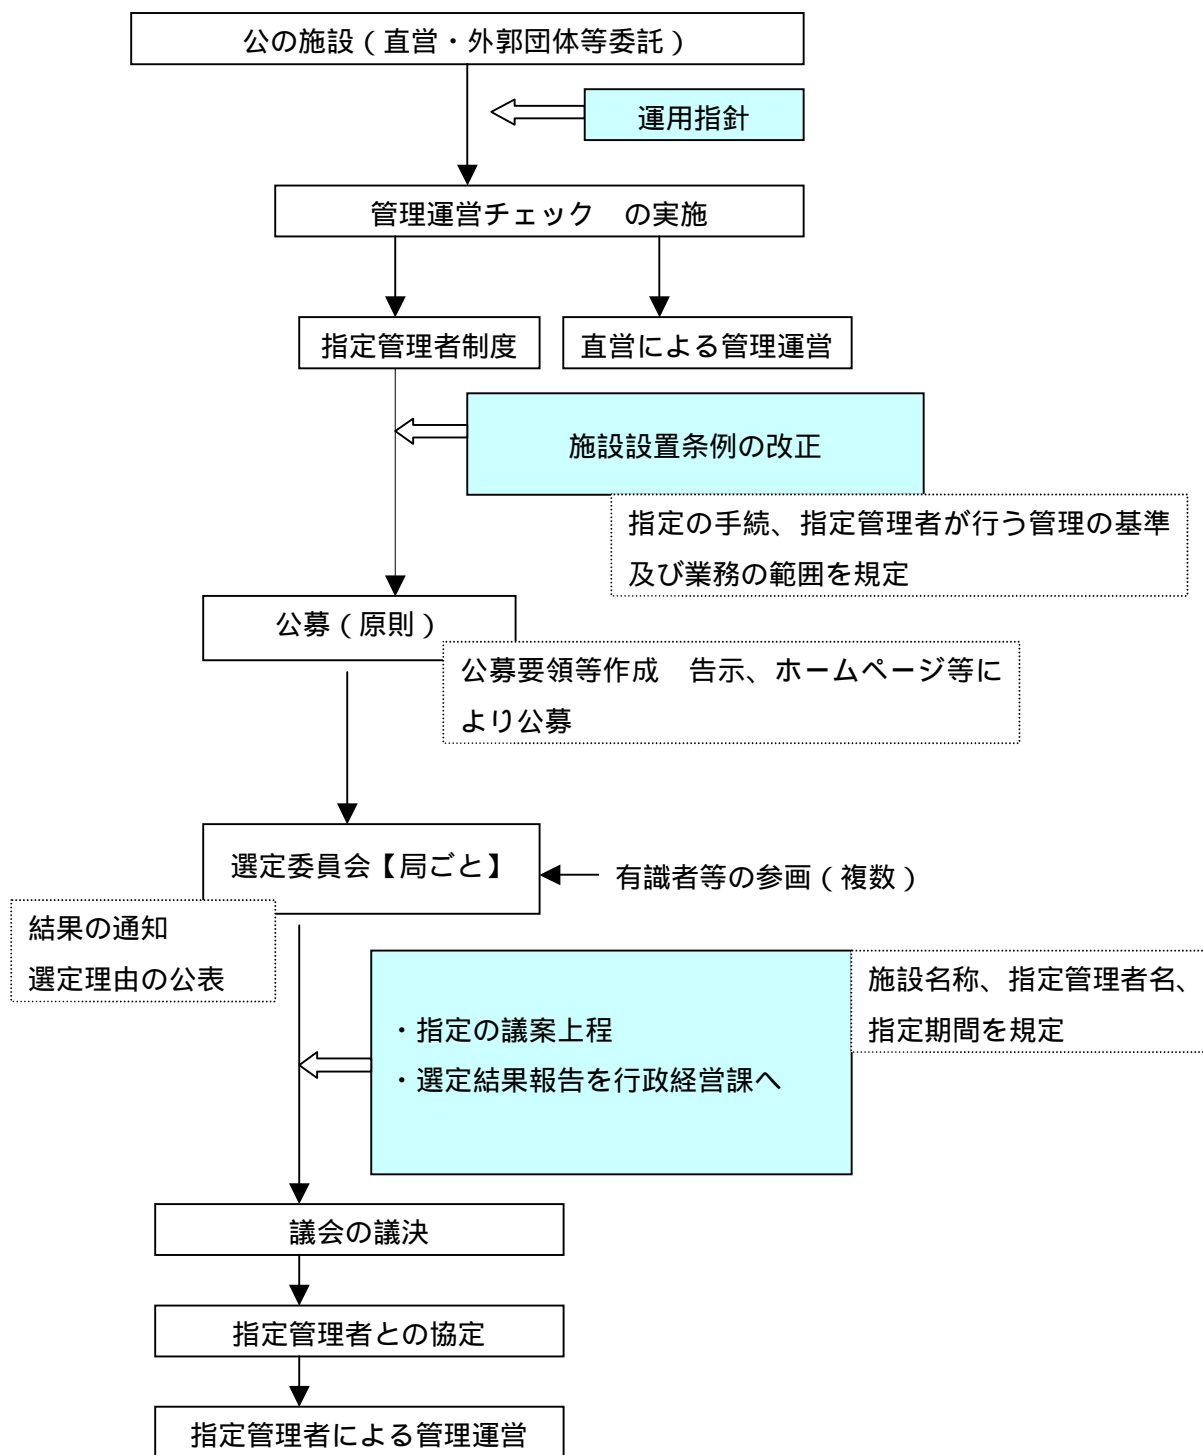 公の施設（直営・外郭団体等委託）
運用指針
管理運営チェック　の実施
指定管理者制度
直営による管理運営
施設設置条例の改正
指定の手続、指定管理者が行う管理の基準
及び業務の範囲を規定
公募（原則）
公募要領等作成　告示、ホームページ等に
より公募
選定委員会【局ごと】
有識者等の参画（複数）
結果の通知
選定理由の公表
・指定の議案上程
・選定結果報告を行政経営課へ
施設名称、指定管理者名、
指定期間を規定
議会の議決
指定管理者との協定
指定管理者による管理運営